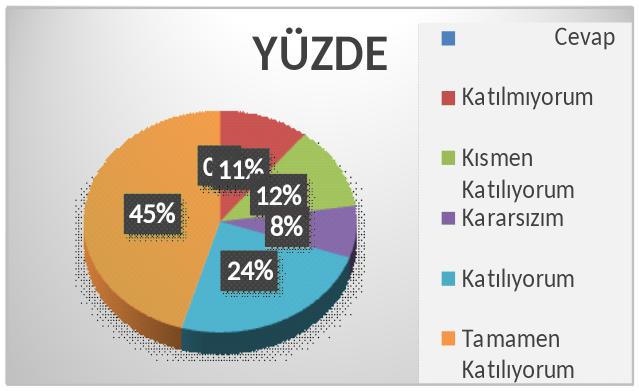 YÜZDE
Cevap
Katılmıyorum
Kısmen
Katılıyorum
Kararsızım
Katılıyorum
Tamamen
Katılıyorum
11%
12%
8%
24%
45%